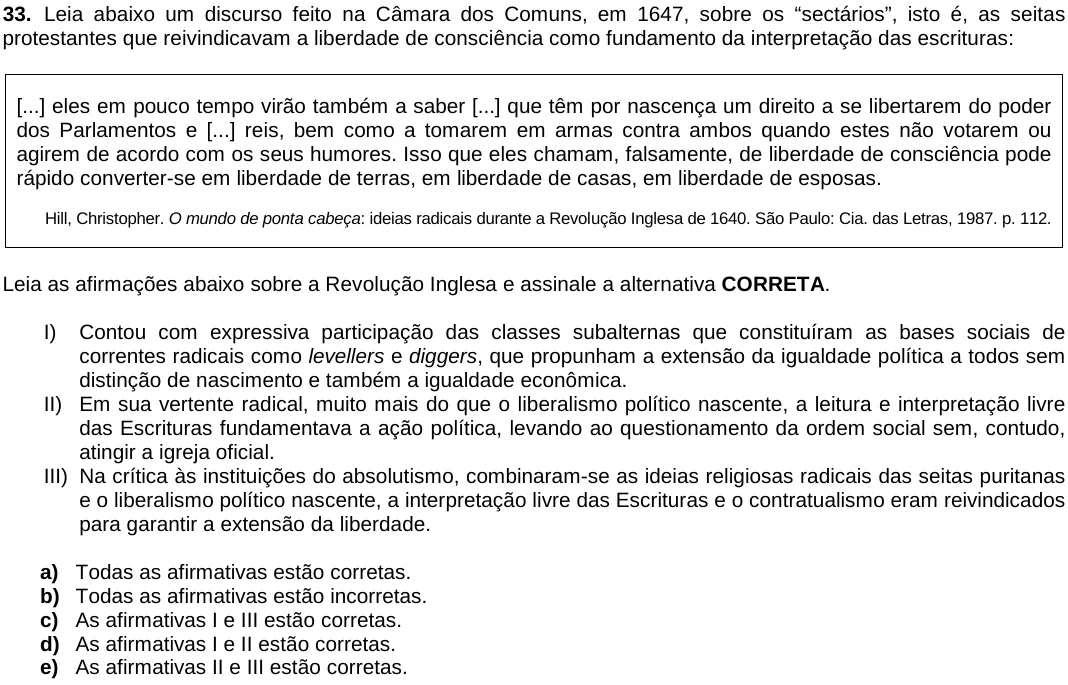 33. Leia abaixo um discurso feito na Câmara dos Comuns, em 1647, sobre os “sectários”, isto é, as seitas
protestantes que reivindicavam a liberdade de consciência como fundamento da interpretação das escrituras:
[...] eles em pouco tempo virão também a saber [...] que têm por nascença um direito a se libertarem do poder
dos Parlamentos e [...] reis, bem como a tomarem em armas contra ambos quando estes não votarem ou
agirem de acordo com os seus humores. Isso que eles chamam, falsamente, de liberdade de consciência pode
rápido converter-se em liberdade de terras, em liberdade de casas, em liberdade de esposas.
Hill, Christopher. O mundo de ponta cabeça: ideias radicais durante a Revolução Inglesa de 1640. São Paulo: Cia. das Letras, 1987. p. 112.
Leia as afirmações abaixo sobre a Revolução Inglesa e assinale a alternativa CORRETA.
I) Contou com expressiva participação das classes subalternas que constituíram as bases sociais de
correntes radicais como levellers e diggers, que propunham a extensão da igualdade política a todos sem
distinção de nascimento e também a igualdade econômica.
II) Em sua vertente radical, muito mais do que o liberalismo político nascente, a leitura e interpretação livre
das Escrituras fundamentava a ação política, levando ao questionamento da ordem social sem, contudo,
atingir a igreja oficial.
III) Na crítica às instituições do absolutismo, combinaram-se as ideias religiosas radicais das seitas puritanas
e o liberalismo político nascente, a interpretação livre das Escrituras e o contratualismo eram reivindicados
para garantir a extensão da liberdade.
a) Todas as afirmativas estão corretas.
b) Todas as afirmativas estão incorretas.
c) As afirmativas I e III estão corretas.
d) As afirmativas I e II estão corretas.
e) As afirmativas II e III estão corretas.